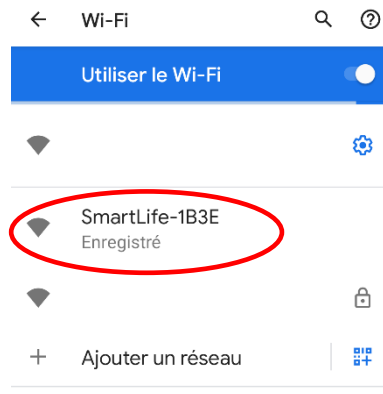 Wi-Fi
Utiliser le Wi-Fi
SmartLife-1B3E
Enregistré
Ajouter un réseau